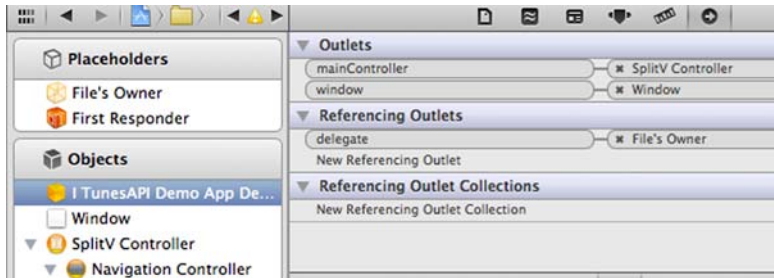 Placeholders
File's Owner
First Responder
Objects
I TunesAPI Demo App De...
Window
SplitV Controller
Navigation Controller
Outlets
mainController SplitV Controller
window Window
Referencing Outlets
delegate File's Owner
New Referencing Outlet
Referencing Outlet Collections
New Referencing Outlet Collection